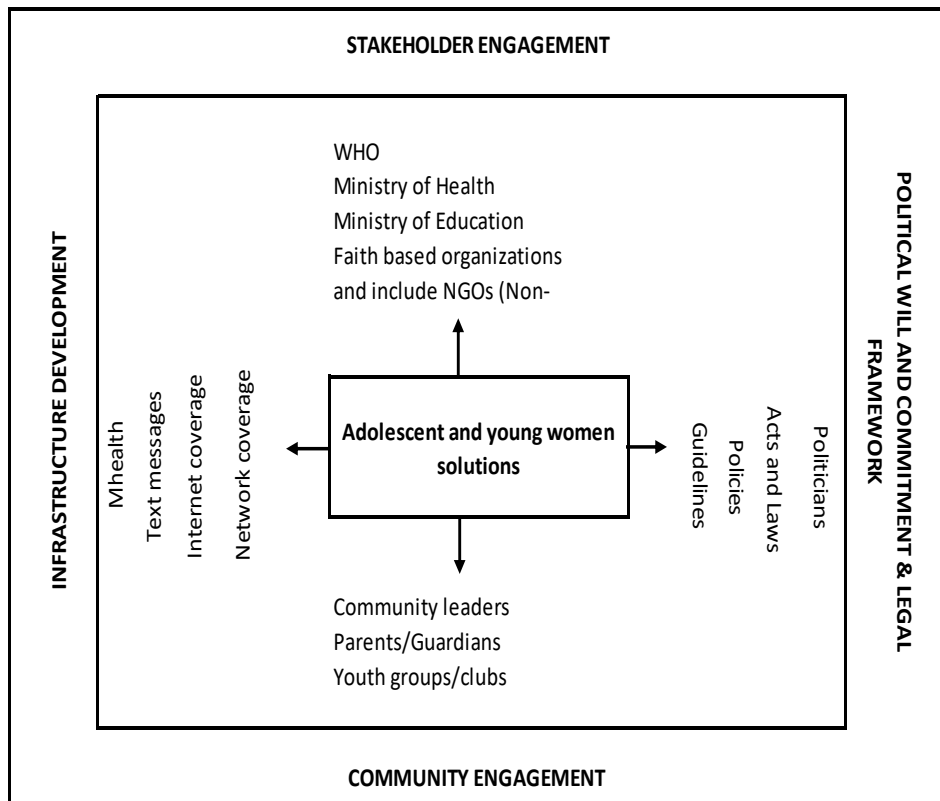 STAKEHOLDER ENGAGEMENT
WHO
Ministry of Health
Ministry of Education
Faith based organizations
and include NGOs (Non-
INFRASTRUCTURE DEVELOPMENT
Mhealth
Text messages
Internet coverage
Network coverage
Adolescent and young women
solutions
Guidelines
Policies
Acts and Laws
Politicians
POLITICAL WILL AND COMMITMENT & LEGAL
FRAMEWORK
Community leaders
Parents/Guardians
Youth groups/clubs
COMMUNITY ENGAGEMENT